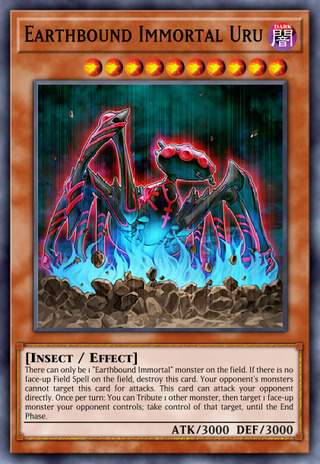 EARTHBOUND IMMORTAL URU
DARK
闇
[INSECT / EFFECT]
There can only be 1 "Earthbound Immortal" monster on the field. If there is no
face-up Field Spell on the field, destroy this card. Your opponent's monsters
cannot target this card for attacks. This card can attack your opponent
directly. Once per turn: You can Tribute 1 other monster, then target 1 face-up
monster your opponent controls; take control of that target, until the End
Phase.
ATK/3000 DEF/3000